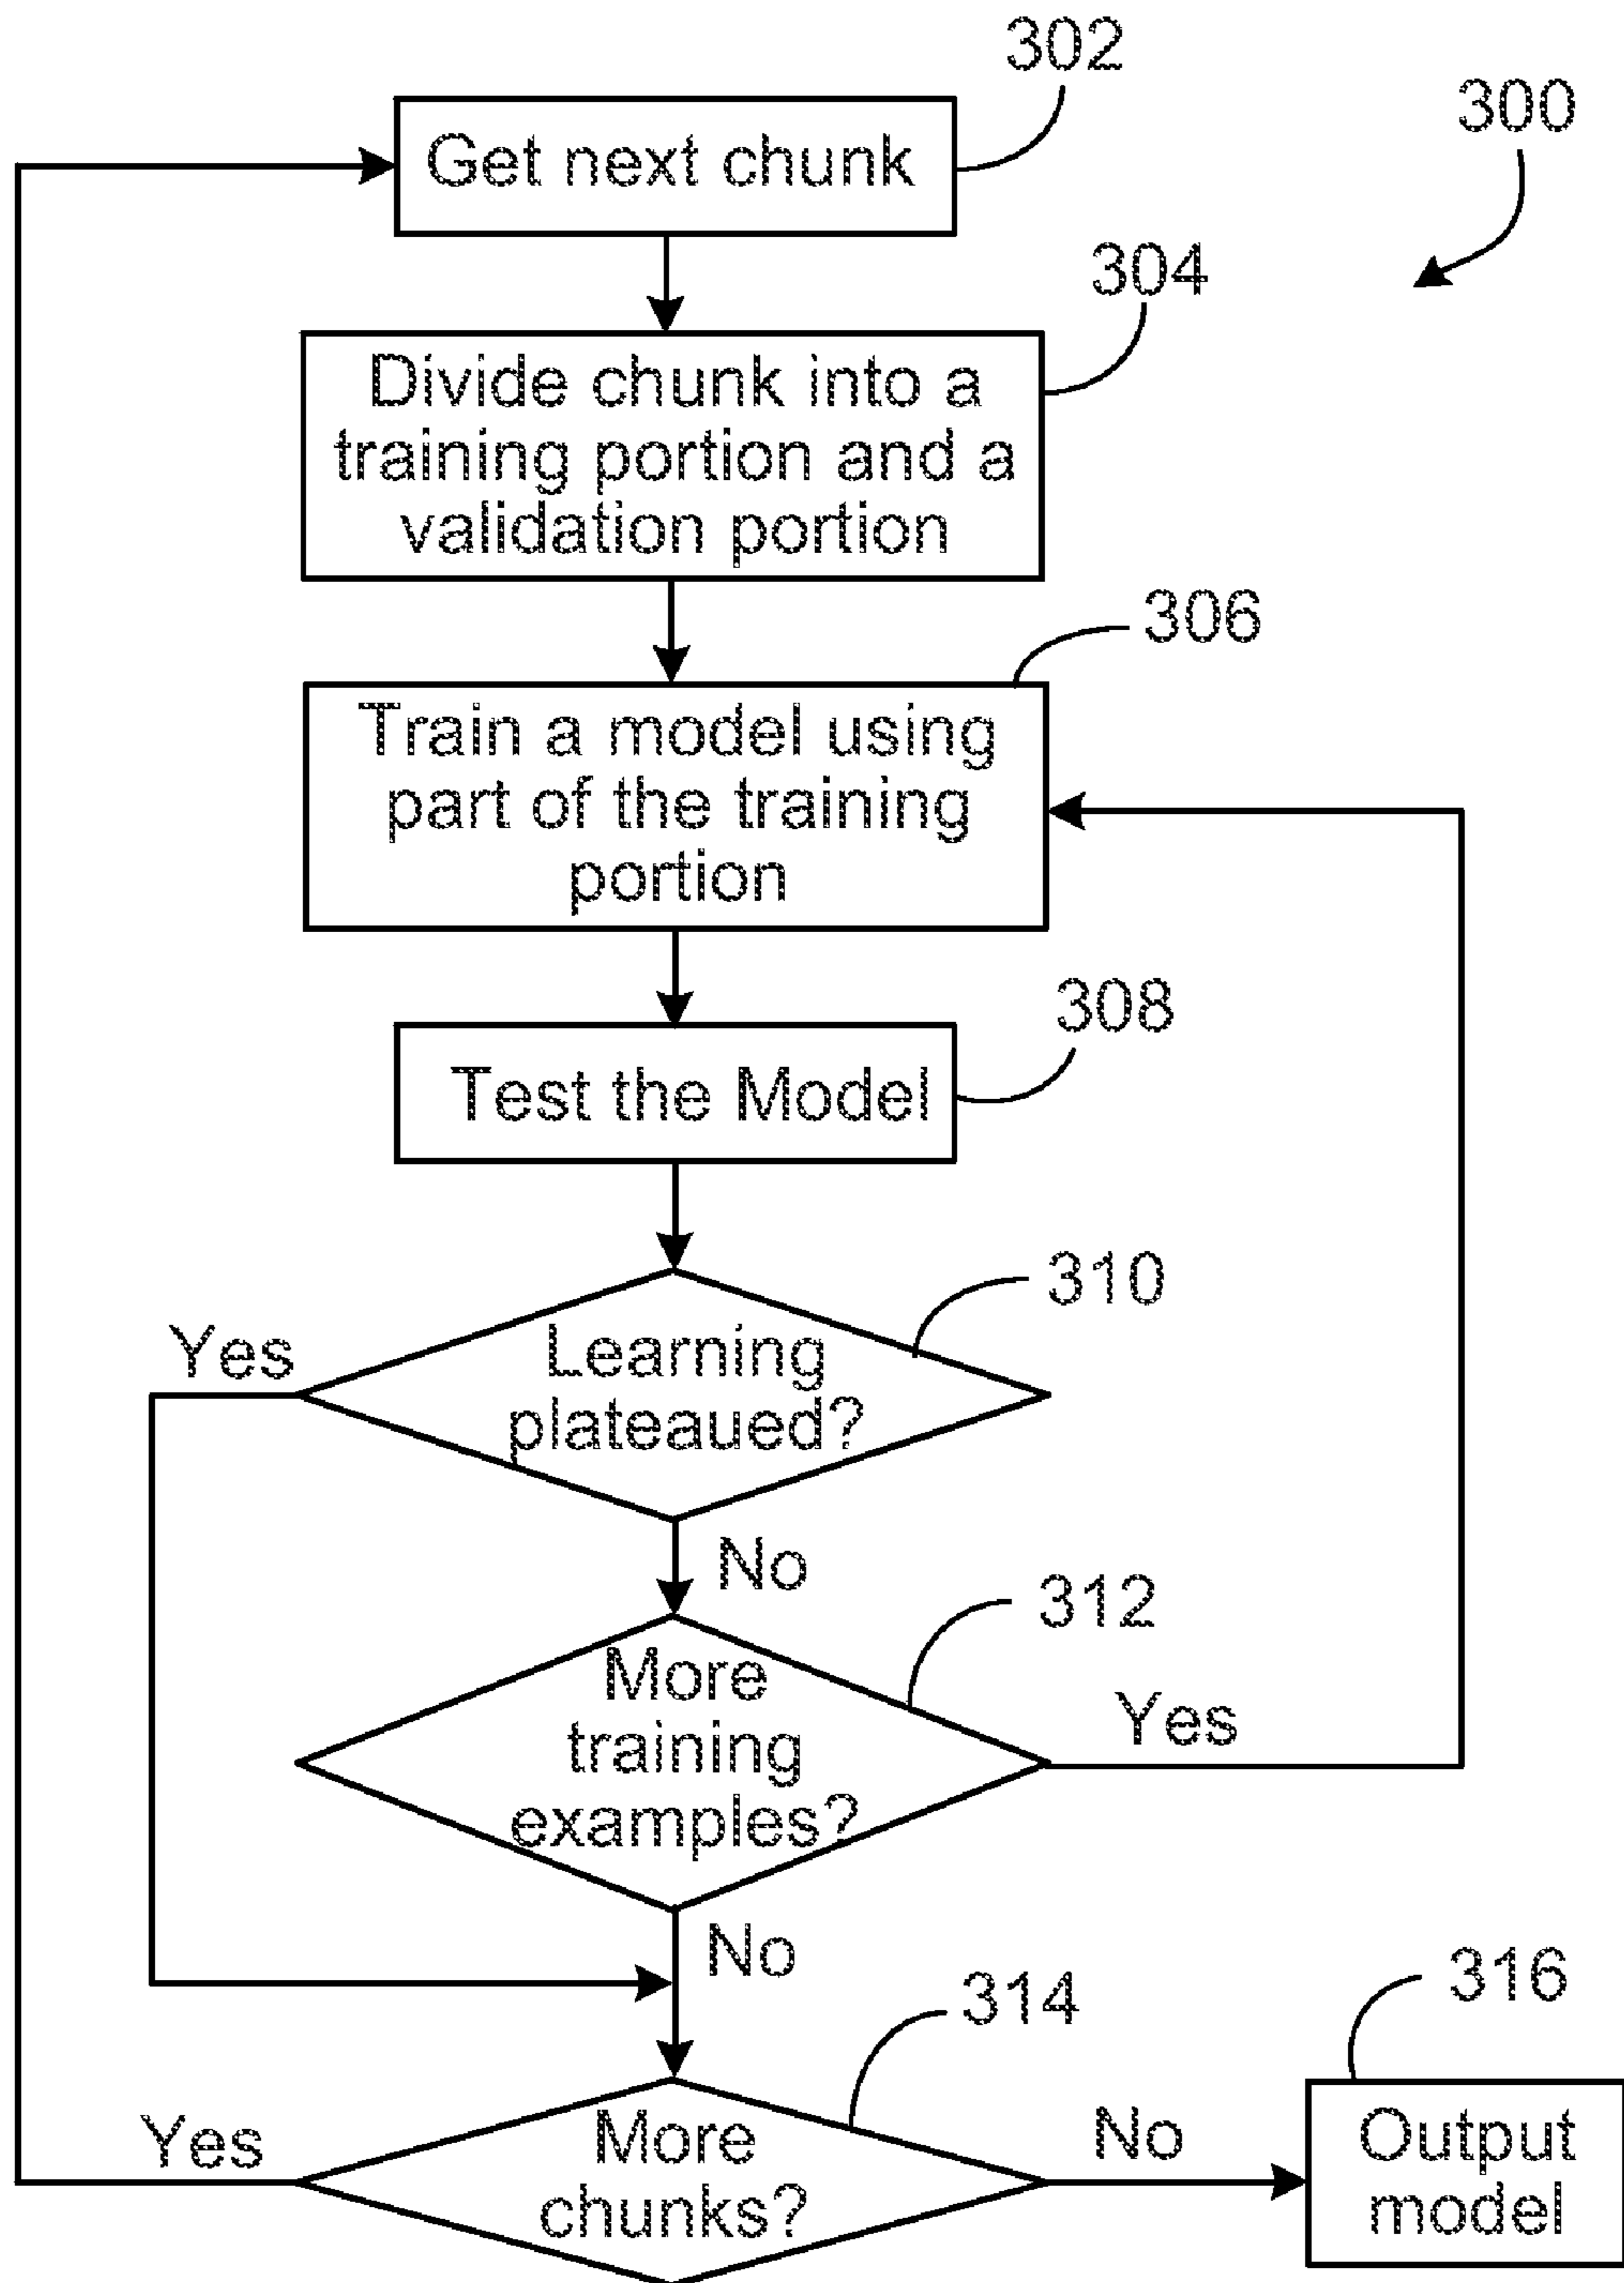 302
300
Get next chunk
304
Divide chunk into a
training portion and a
validation portion
306
Train a model using
part of the training
portion
308
Test the Model
310
Yes
Learning
plateaued?
No
312
More
training
examples?
Yes
No
314
316
Yes
More
chunks?
No
Output
model